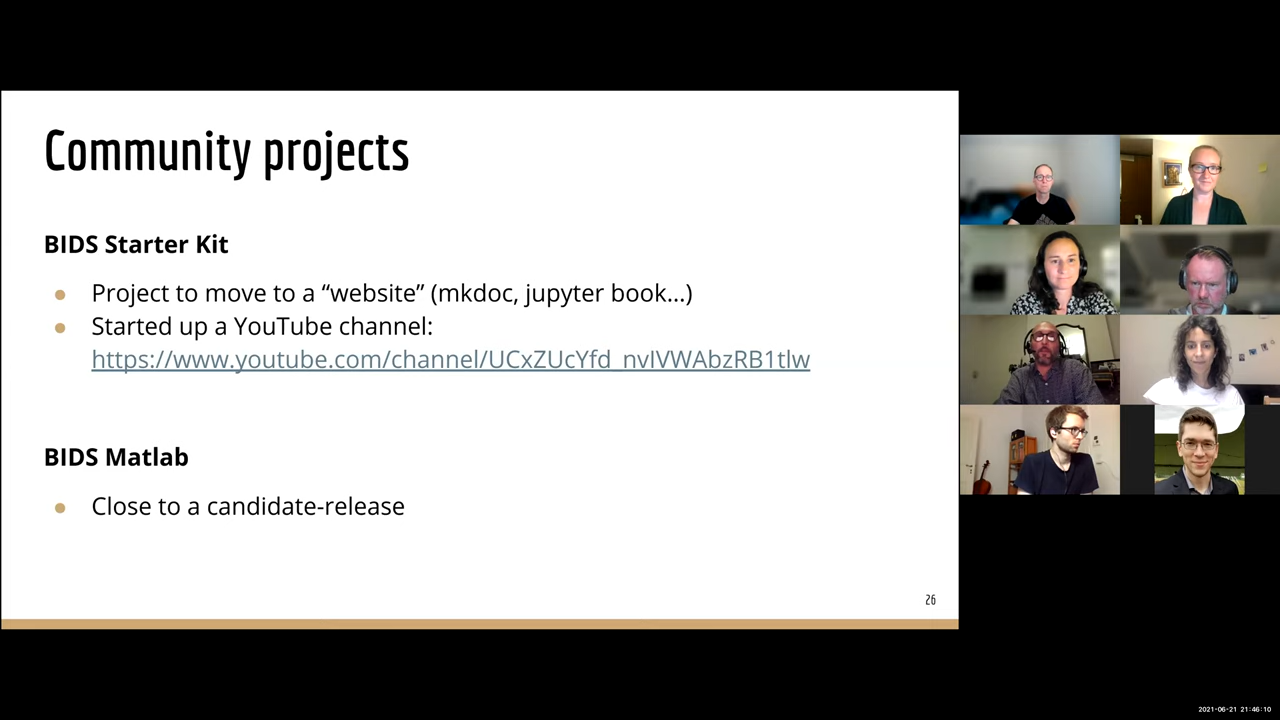 Community projects
BIDS Starter Kit
● Project to move to a “website” (mkdoc, jupyter book...)
● Started up a YouTube channel:
https://www.youtube.com/channel/UCxZUcYfd_nvIVWAbzRB1tlw
BIDS Matlab
● Close to a candidate-release
26
2021-06-21 21:46:10